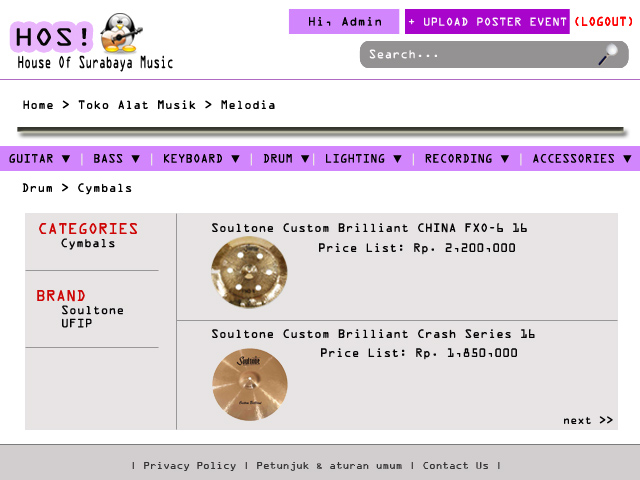 HOS!
House Of Surabaya Music
Hi, Admin
+ UPLOAD POSTER EVENT
(LOGOUT)
Search...
Home > Toko Alat Musik > Melodia
GUITAR ▼ | BASS ▼ | KEYBOARD ▼ | DRUM ▼ | LIGHTING ▼ | RECORDING ▼ | ACCESSORIES ▼
Drum > Cymbals
CATEGORIES
Cymbals
BRAND
Soultone
UFIP
Soultone Custom Brilliant CHINA FXO-6 16
Price List: Rp. 2,200,000
Soultone Custom Brilliant Crash Series 16
Price List: Rp. 1,850,000
Soultone
next >>
| Privacy Policy | Petunjuk & aturan umum | Contact Us |